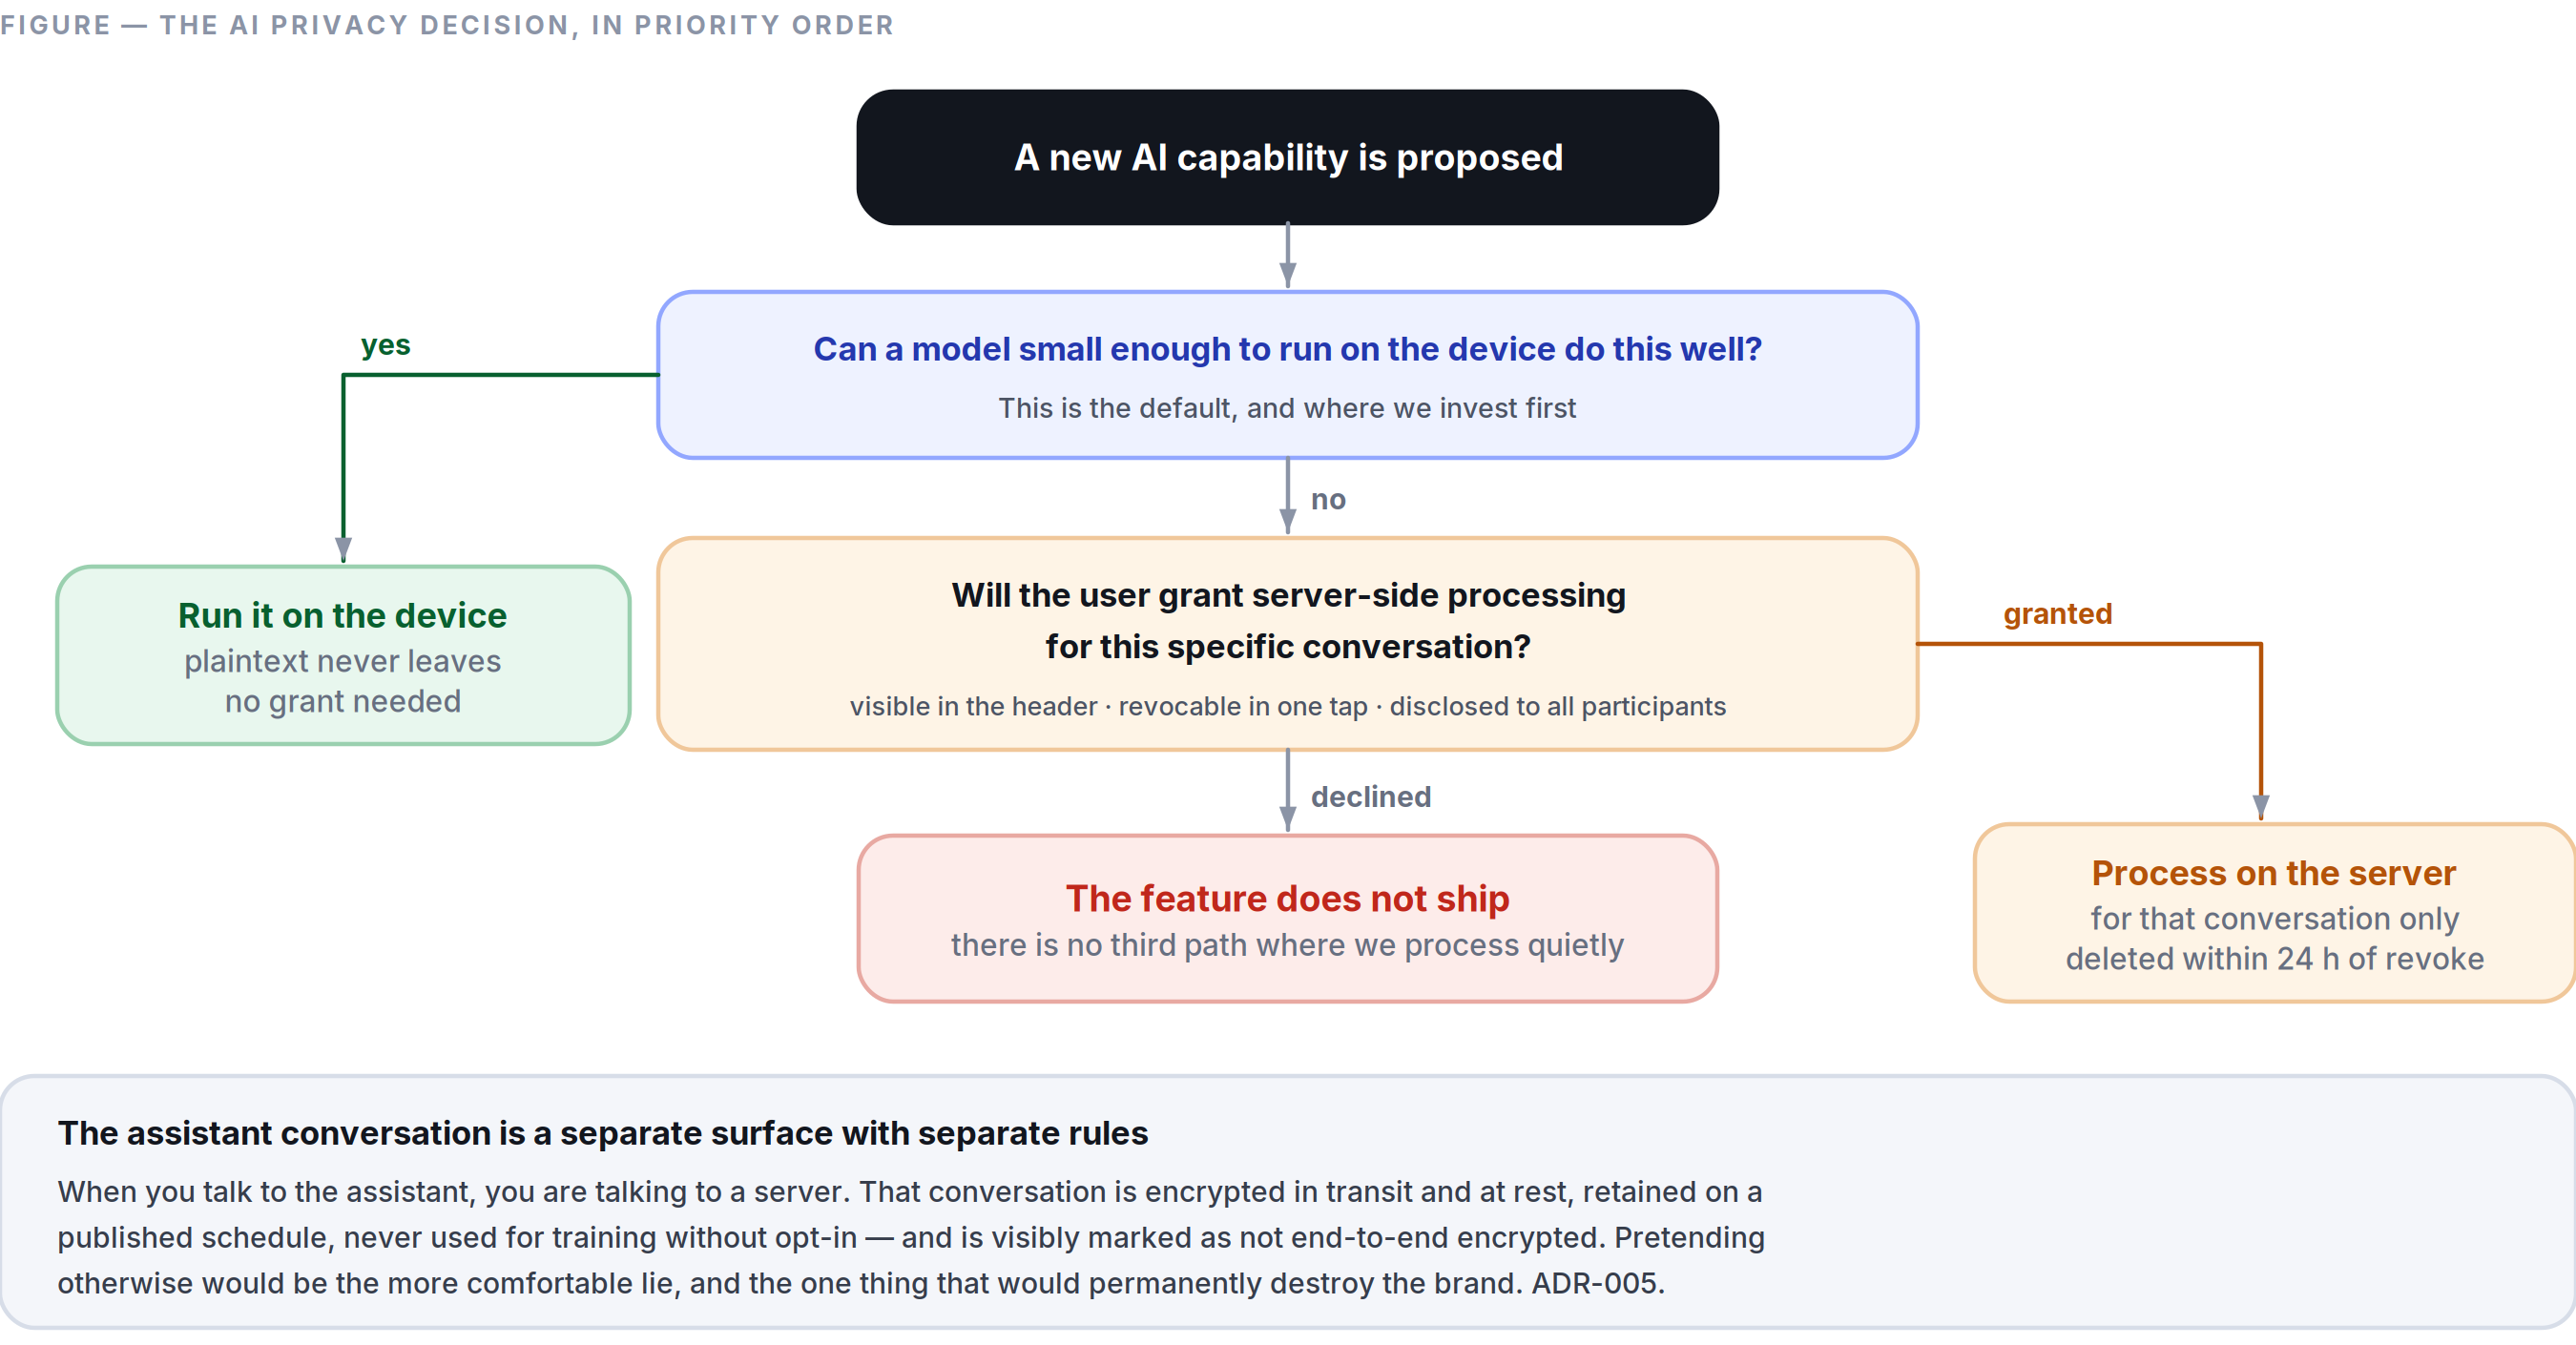 FIGURE — THE AI PRIVACY DECISION, IN PRIORITY ORDER
A new AI capability is proposed
Can a model small enough to run on the device do this well?
This is the default, and where we invest first
yes
no
Run it on the device
plaintext never leaves
no grant needed
Will the user grant server-side processing
for this specific conversation?
visible in the header · revocable in one tap · disclosed to all participants
granted
declined
The feature does not ship
there is no third path where we process quietly
Process on the server
for that conversation only
deleted within 24 h of revoke
The assistant conversation is a separate surface with separate rules
When you talk to the assistant, you are talking to a server. That conversation is encrypted in transit and at rest, retained on a
published schedule, never used for training without opt-in — and is visibly marked as not end-to-end encrypted. Pretending
otherwise would be the more comfortable lie, and the one thing that would permanently destroy the brand. ADR-005.